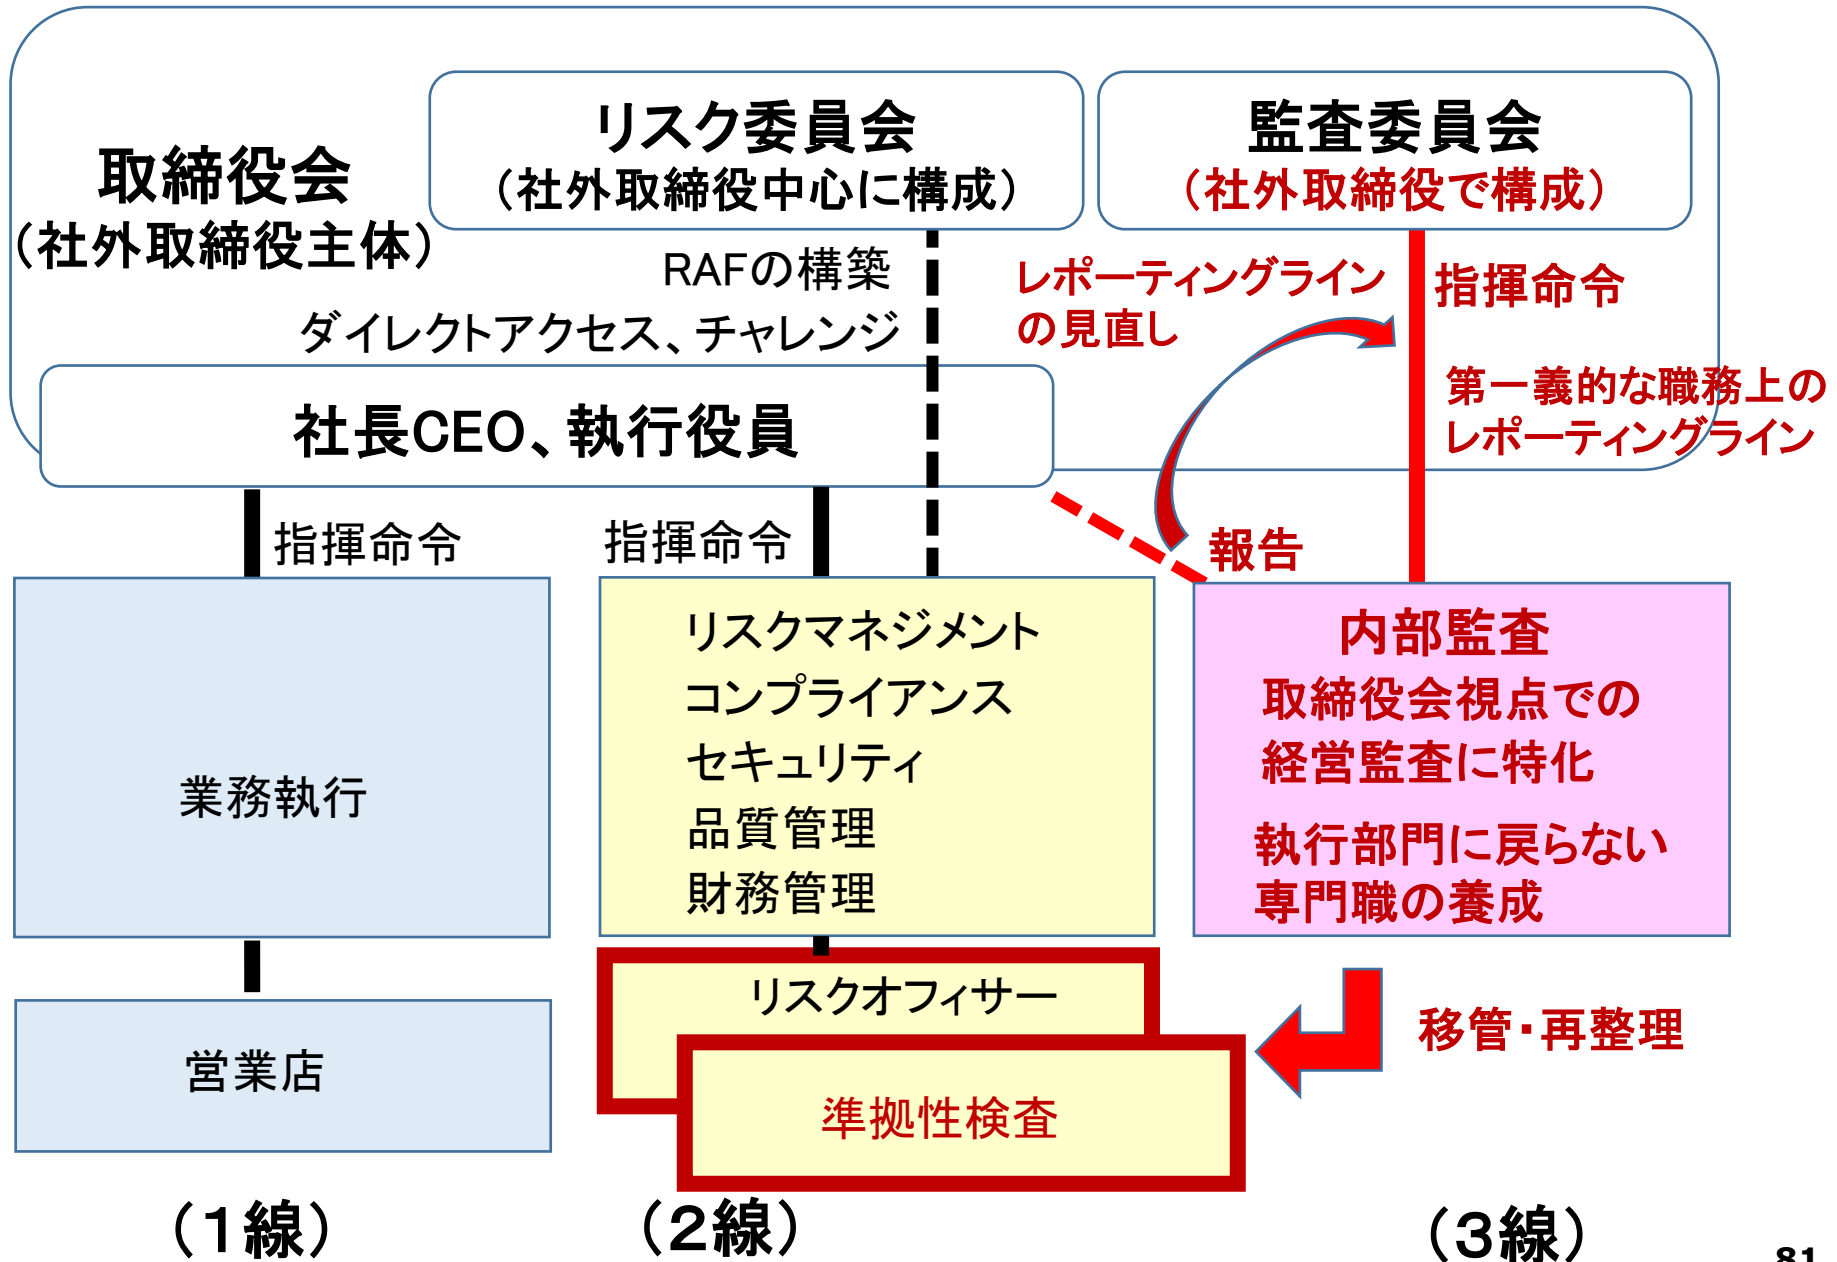 リスク委員会
(社外取締役中心に構成)
監査委員会
(社外取締役で構成)
取締役会
(社外取締役主体)
RAFの構築
ダイレクトアクセス、チャレンジ
レポーティングライン
の見直し
指揮命令
第一義的な職務上の
レポーティングライン
社長CEO、執行役員
指揮命令
指揮命令
報告
業務執行
リスクマネジメント
コンプライアンス
セキュリティ
品質管理
財務管理
内部監査
取締役会視点での
経営監査に特化
執行部門に戻らない
専門職の養成
営業店
リスクオフィサー
準拠性検査
移管・再整理
(1線)
(2線)
(3線)
81